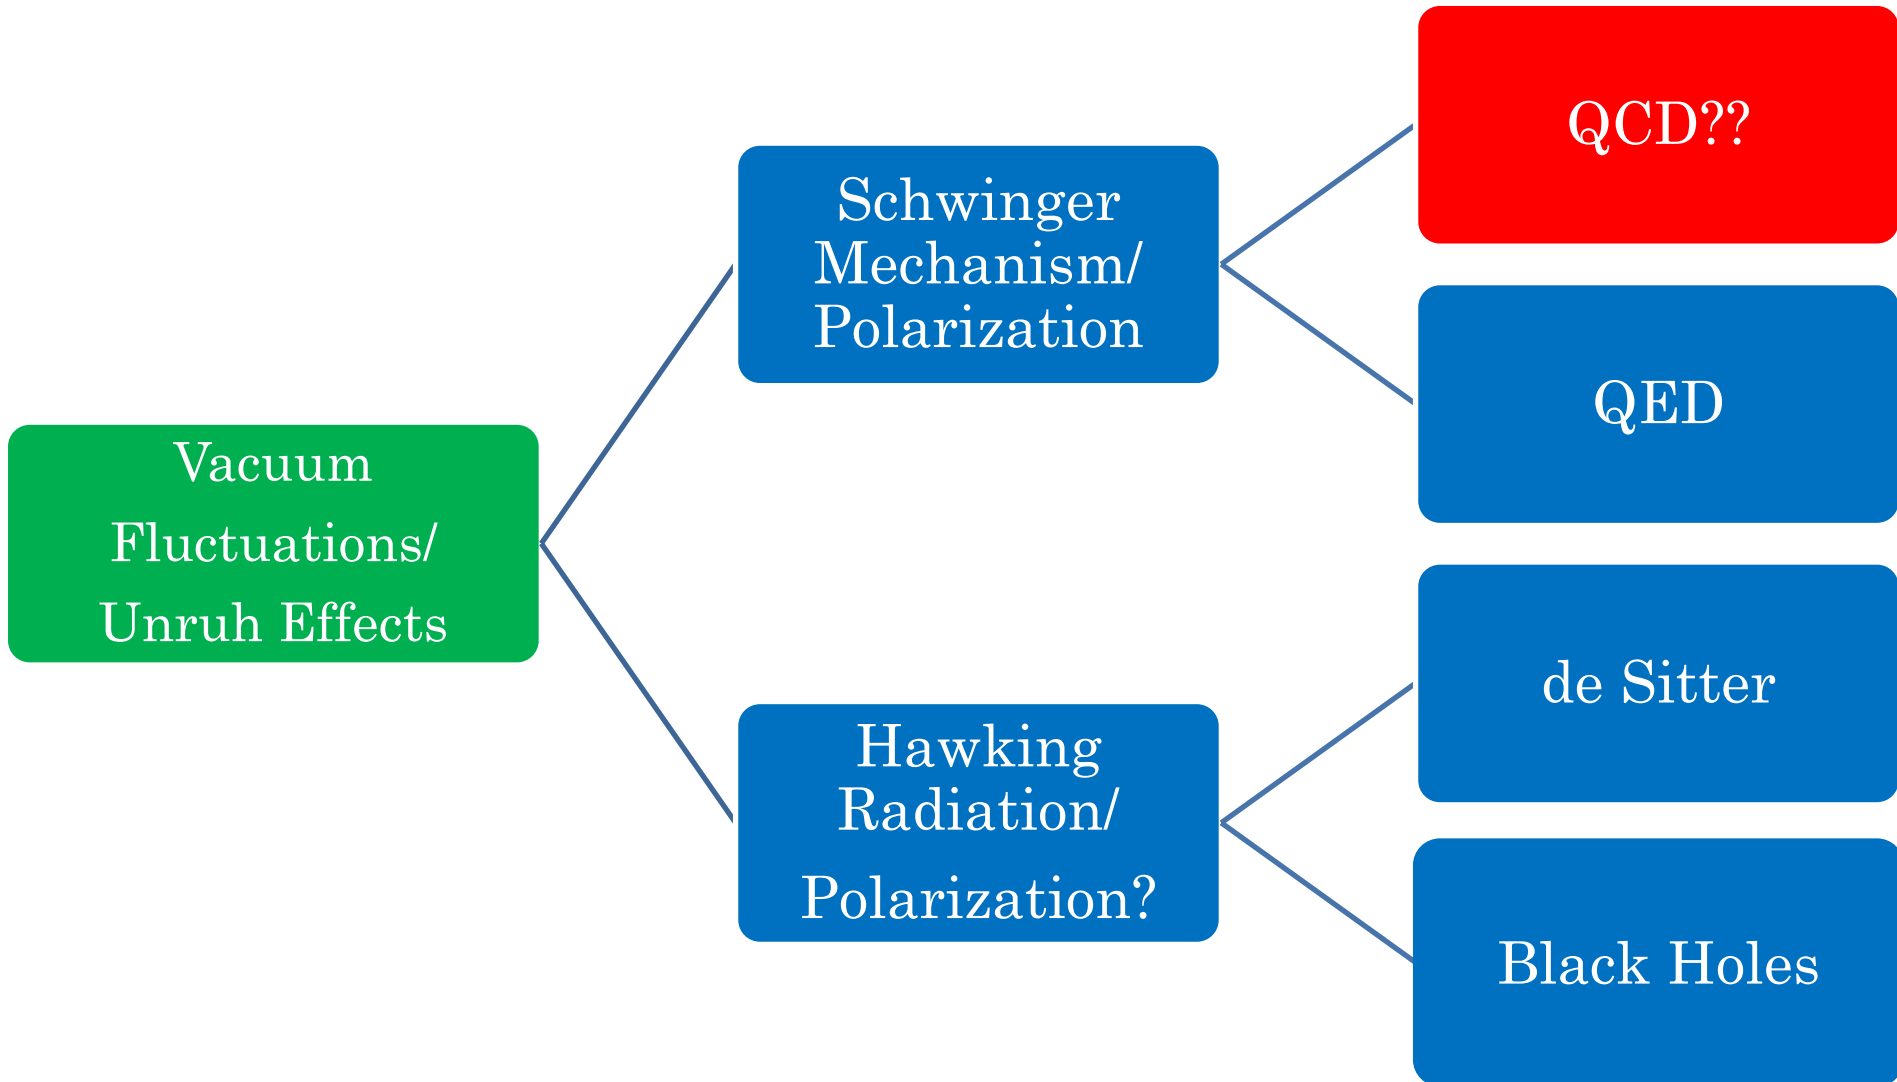 Vacuum
Fluctuations/
Unruh Effects
Schwinger
Mechanism/
Polarization
QCD??
QED
Hawking
Radiation/
Polarization?
de Sitter
Black Holes